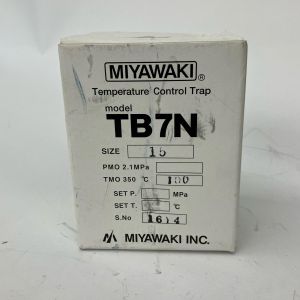 MIYAWAKI®
Temperature Control Trap
model
TB7N
SIZE 15
PMO 2.1MPa
TMO 350 °C 100
SET P. MPa
SET T. °C
S.No 1614
MIYAWAKI INC.